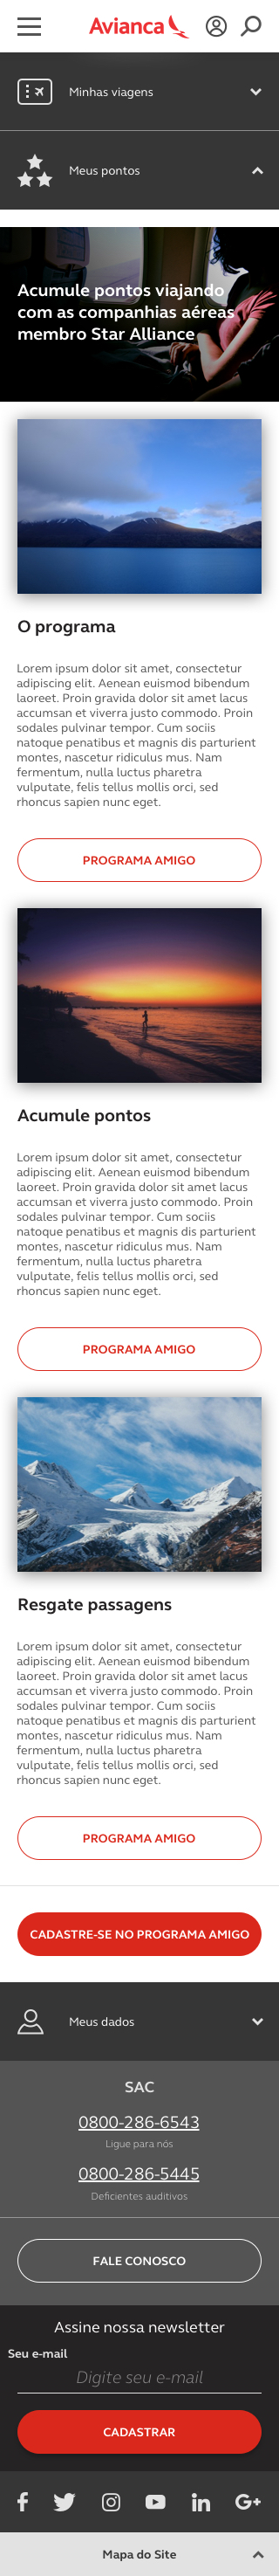 Avianca
Minhas viagens
Meus pontos
Acumule pontos viajando
com as companhias aéreas
membro Star Alliance
O programa
Lorem ipsum dolor sit amet, consectetur
adipiscing elit. Aenean euismod bibendum
laoreet. Proin gravida dolor sit amet lacus
accumsan et viverra justo commodo. Proin
sodales pulvinar tempor. Cum sociis
natoque penatibus et magnis dis parturient
montes, nascetur ridiculus mus. Nam
fermentum, nulla luctus pharetra
vulputate, felis tellus mollis orci, sed
rhoncus sapien nunc eget.
PROGRAMA AMIGO
Acumule pontos
Lorem ipsum dolor sit amet, consectetur
adipiscing elit. Aenean euismod bibendum
laoreet. Proin gravida dolor sit amet lacus
accumsan et viverra justo commodo. Proin
sodales pulvinar tempor. Cum sociis
natoque penatibus et magnis dis parturient
montes, nascetur ridiculus mus. Nam
fermentum, nulla luctus pharetra
vulputate, felis tellus mollis orci, sed
rhoncus sapien nunc eget.
PROGRAMA AMIGO
Resgate passagens
Lorem ipsum dolor sit amet, consectetur
adipiscing elit. Aenean euismod bibendum
laoreet. Proin gravida dolor sit amet lacus
accumsan et viverra justo commodo. Proin
sodales pulvinar tempor. Cum sociis
natoque penatibus et magnis dis parturient
montes, nascetur ridiculus mus. Nam
fermentum, nulla luctus pharetra
vulputate, felis tellus mollis orci, sed
rhoncus sapien nunc eget.
PROGRAMA AMIGO
CADASTRE-SE NO PROGRAMA AMIGO
Meus dados
SAC
0800-286-6543
Ligue para nós
0800-286-5445
Deficientes auditivos
FALE CONOSCO
Assine nossa newsletter
Seu e-mail
Digite seu e-mail
CADASTRAR
Mapa do Site